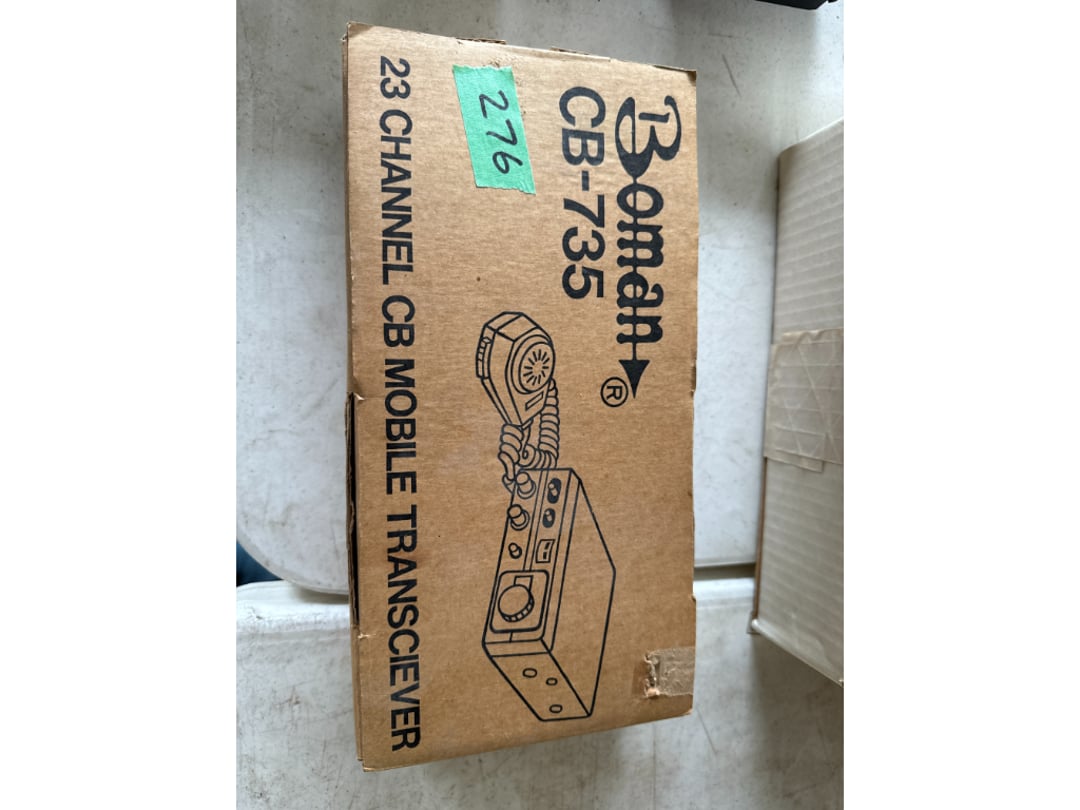 Boman®
CB-735
276
23 CHANNEL CB MOBILE TRANSCIEVER